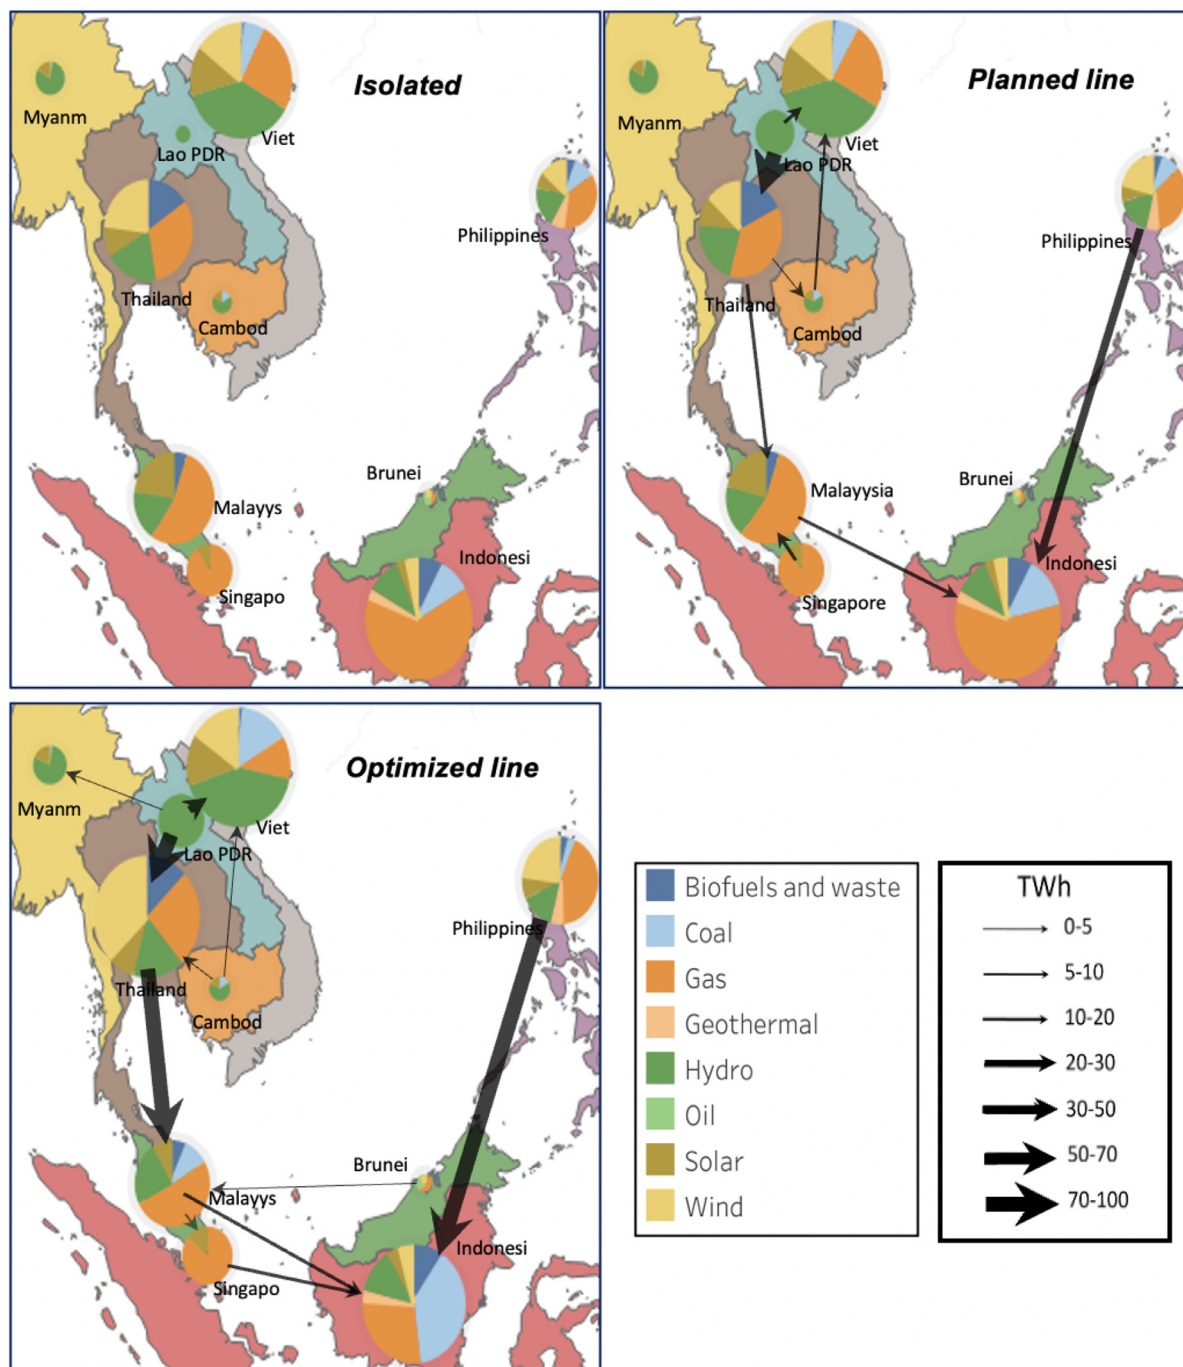 Isolated
Myanm
Viet
Lao PDR
Philippines
Thailand
Cambod
Brunei
Malayys
Indonesi
Singapo
Planned line
Myanm
Viet
Lao PDR
Philippines
Thailand
Cambod
Malayysia
Brunei
Indonesi
Singapore
Optimized line
Myanm
Viet
Lao PDR
Philippines
Thailand
Cambod
Brunei
Malayys
Indonesi
Singapo
Biofuels and waste
Coal
Gas
Geothermal
Hydro
Oil
Solar
Wind
TWh
0-5
5-10
10-20
20-30
30-50
50-70
70-100